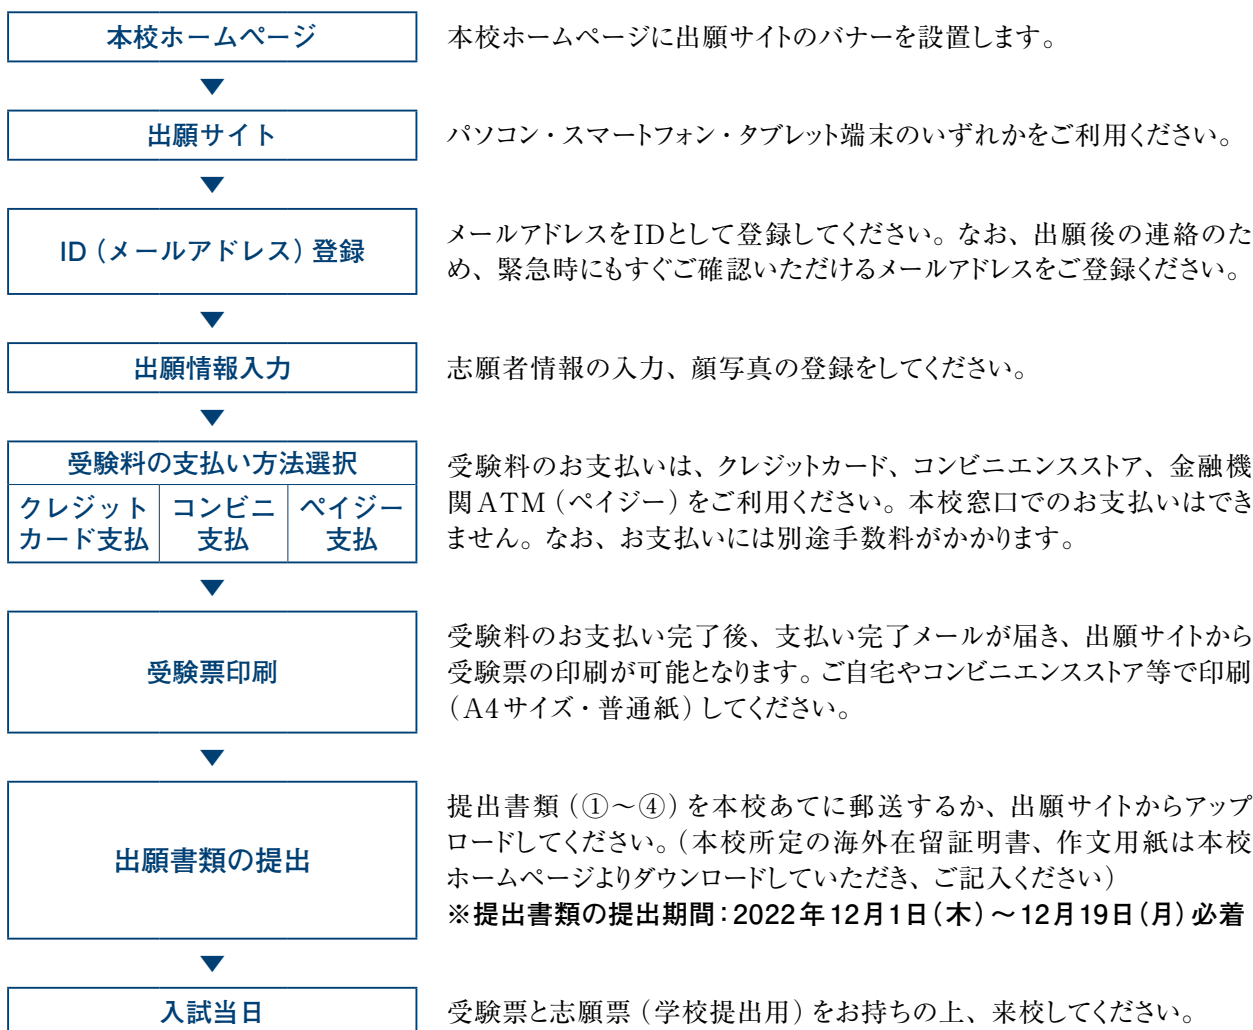 本校ホームページ
本校ホームページに出願サイトのバナーを設置します。
▼
出願サイト
パソコン・スマートフォン・タブレット端末のいずれかをご利用ください。
▼
ID（メールアドレス）登録
メールアドレスをIDとして登録してください。なお、出願後の連絡のた
め、緊急時にもすぐご確認いただけるメールアドレスをご登録ください。
▼
出願情報入力
志願者情報の入力、顔写真の登録をしてください。
▼
受験料の支払い方法選択
クレジット
カード支払
コンビニ
支払
ペイジー
支払
受験料のお支払いは、クレジットカード、コンビニエンスストア、金融機
関ATM（ペイジー）をご利用ください。本校窓口でのお支払いはでき
ません。なお、お支払いには別途手数料がかかります。
▼
受験票印刷
受験料のお支払い完了後、支払い完了メールが届き、出願サイトから
受験票の印刷が可能となります。ご自宅やコンビニエンスストア等で印刷
（A4サイズ・普通紙）してください。
▼
出願書類の提出
提出書類（①～④）を本校あてに郵送するか、出願サイトからアップ
ロードしてください。（本校所定の海外在留証明書、作文用紙は本校
ホームページよりダウンロードしていただき、ご記入ください）
※提出書類の提出期間：2022年12月1日（木）～12月19日（月）必着
▼
入試当日
受験票と志願票（学校提出用）をお持ちの上、来校してください。